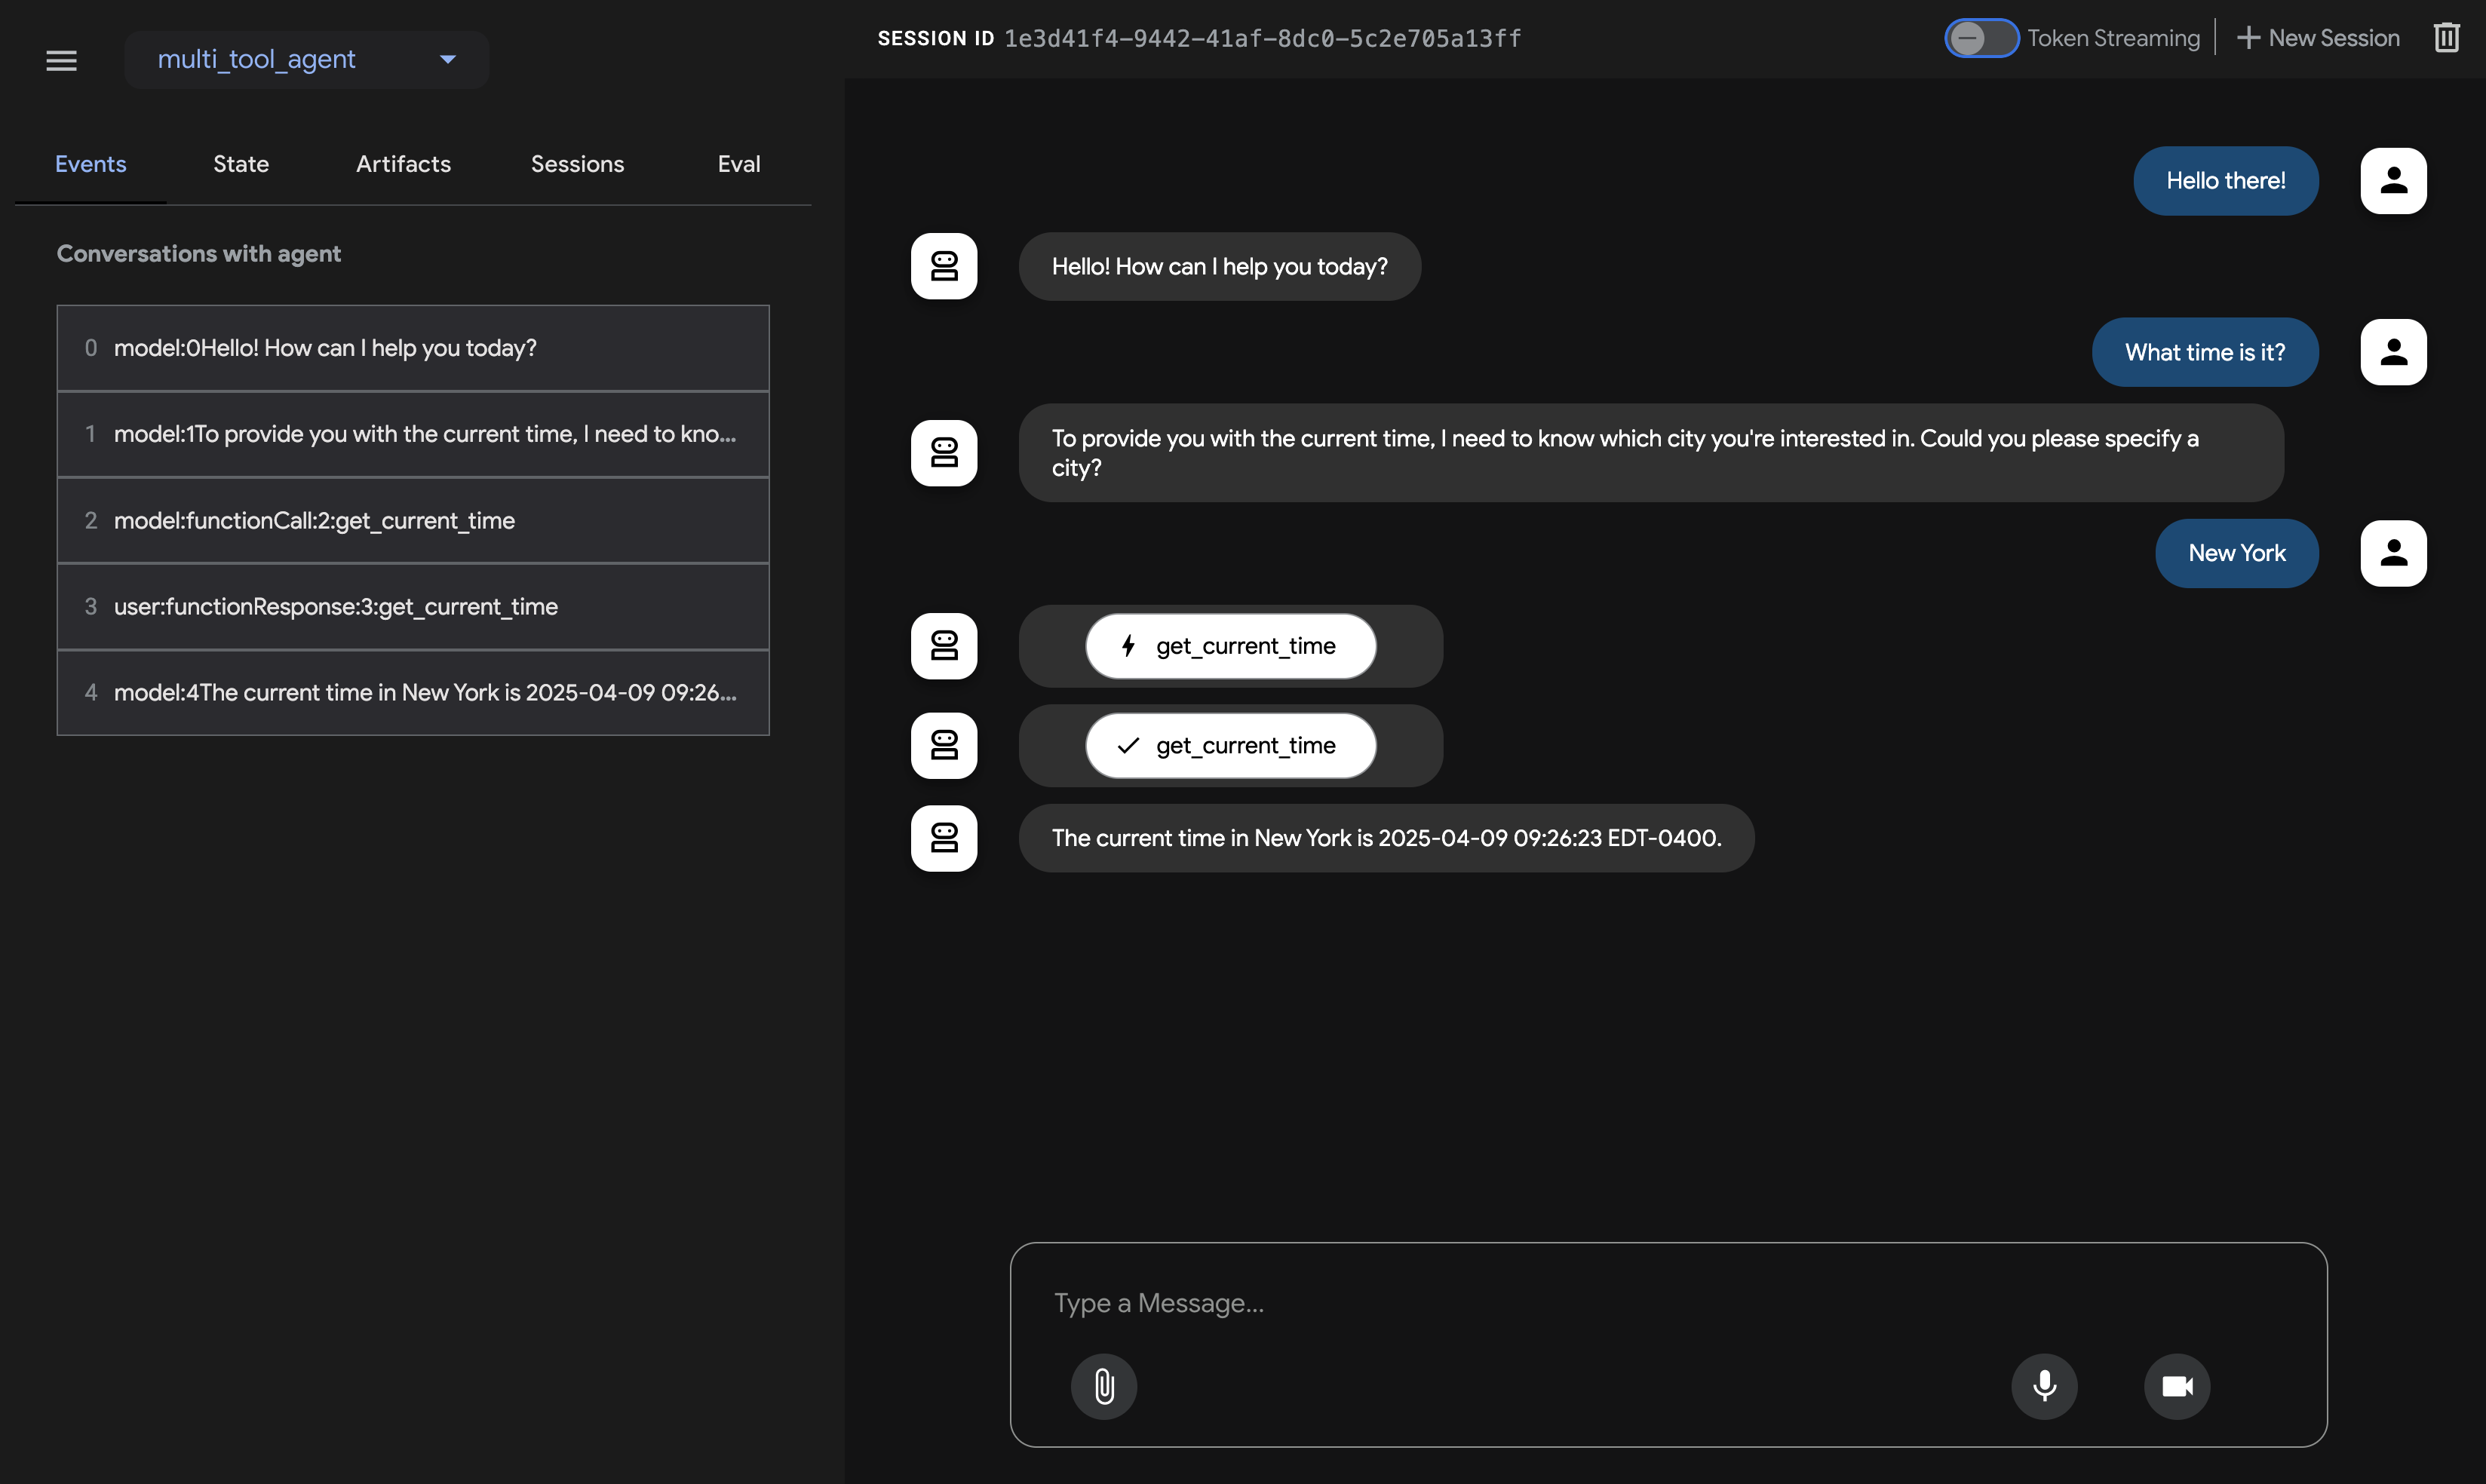 multi_tool_agent
SESSION ID 1e3d41f4-9442-41af-8dc0-5c2e705a13ff
Token Streaming
New Session
Events
State
Artifacts
Sessions
Eval
Conversations with agent
0 model:0Hello! How can I help you today?
1 model:1To provide you with the current time, I need to kno...
2 model:functionCall:2:get_current_time
3 user:functionResponse:3:get_current_time
4 model:4The current time in New York is 2025-04-09 09:26...
Hello there!
Hello! How can I help you today?
What time is it?
To provide you with the current time, I need to know which city you're interested in. Could you please specify a
city?
New York
get_current_time
get_current_time
The current time in New York is 2025-04-09 09:26:23 EDT-0400.
Type a Message...